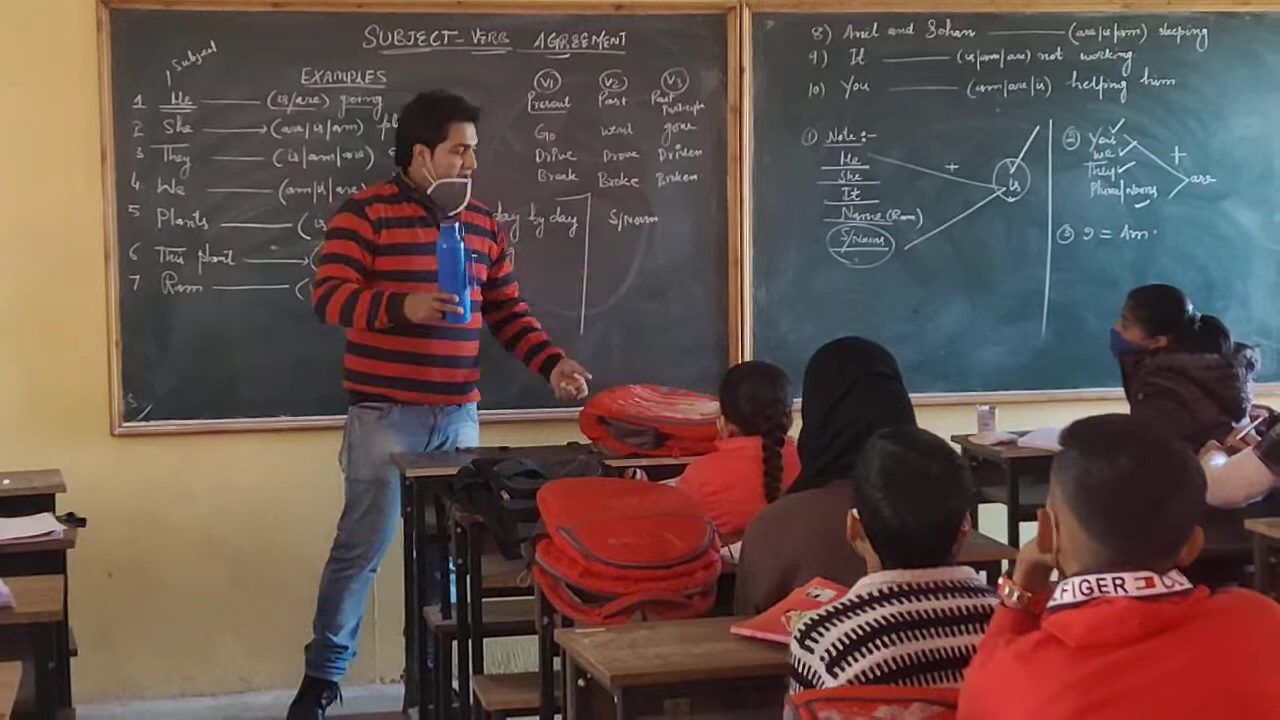 SUBJECT-VERB AGREEMENT
Subject
EXAMPLES
1 He ——— (is/are) going
2 She ——— (are/is/am)
3 They ——— (is/am/are)
4. We ——— (am/is/are
5 Plants ——— (is
6 This plant ——— (
7 Ram ——— (
day by day
V1 V2 V3
Present Past Past Participle
Go went gone
Drive Drove Driven
Break Broke Broken
S/Noun
8) Anil and Sohan ——— (are/is/am) sleeping
9) It ——— (is/am/are) not working
10) You ——— (am/are/is) helping him
① Note:-
He
She
It
Name (Ram)
S/Nouns
+
is
② You
We
They
Plural nouns
+
are
③ I = Am.
LFIGER